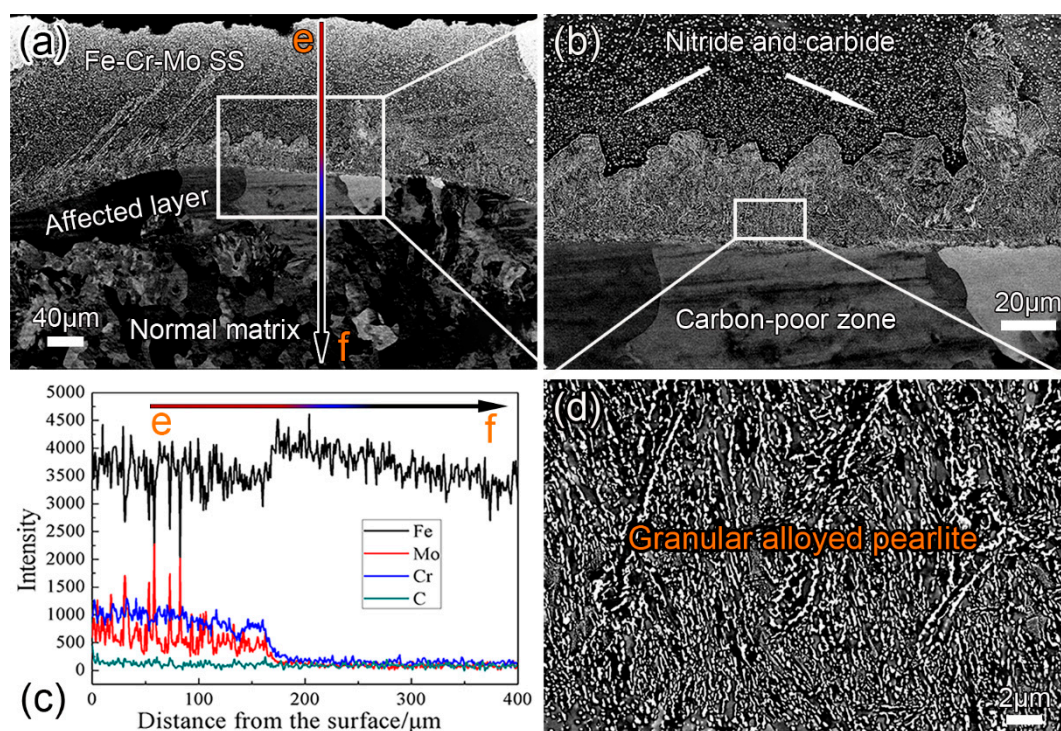 (a)
e
Fe-Cr-Mo SS
Affected layer
40μm
Normal matrix
f
(b)
Nitride and carbide
20μm
Carbon-poor zone
5000
4500
4000
3500
3000
2500
2000
1500
1000
500
0
Intensity
e
f
Fe
Mo
Cr
C
0
100
200
300
400
(c)
Distance from the surface/μm
(d)
Granular alloyed pearlite
2μm